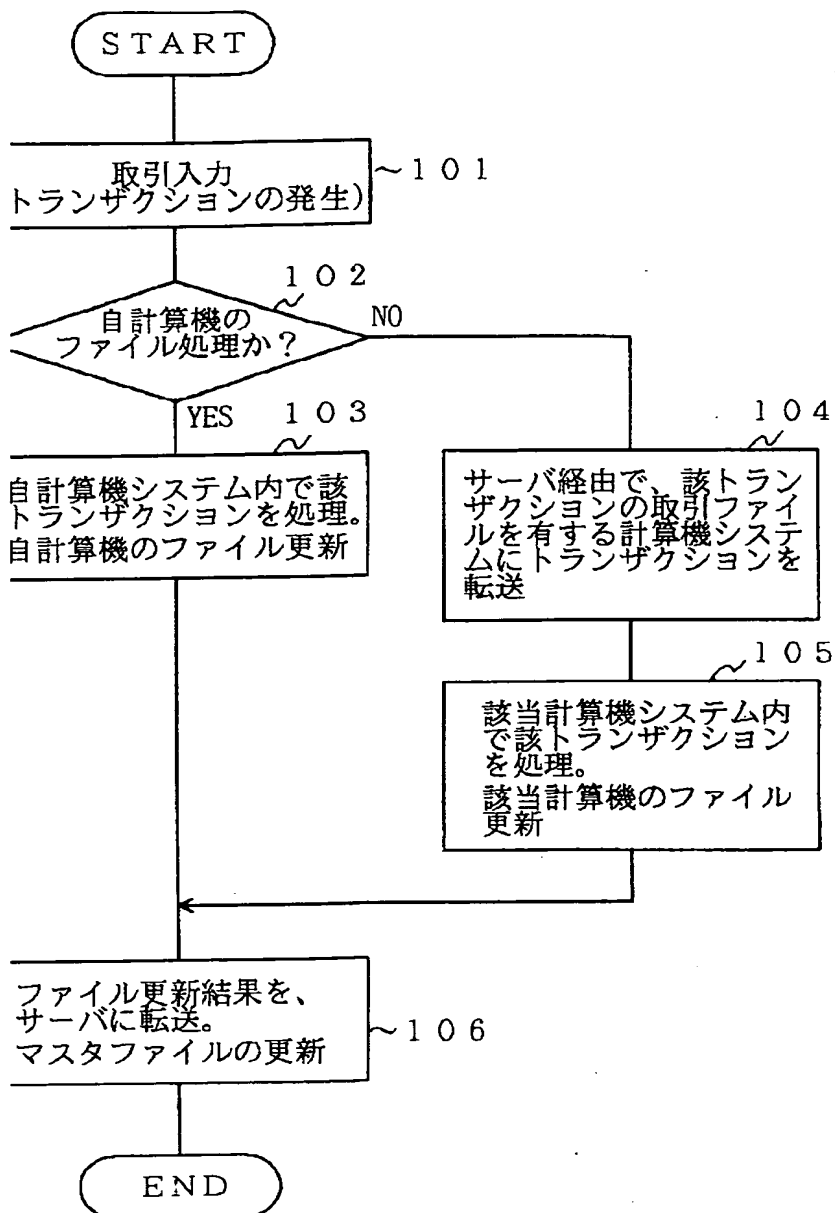 START
取引入力
トランザクションの発生)
~101
102
自計算機の
ファイル処理か?
NO
YES
103
自計算機システム内で該
トランザクションを処理。
自計算機のファイル更新
104
サーバ経由で、該トラン
ザクションの取引ファイ
ルを有する計算機システ
ムにトランザクションを
転送
105
該当計算機システム内
で該トランザクション
を処理。
該当計算機のファイル
更新
ファイル更新結果を、
サーバに転送。
マスタファイルの更新
~106
END